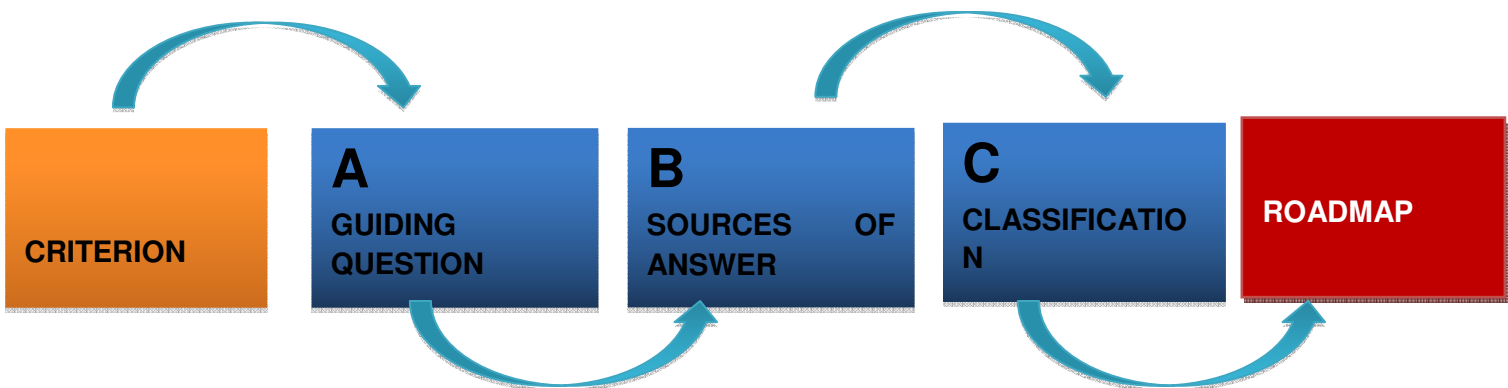 CRITERION
A
GUIDING
QUESTION
B
SOURCES OF
ANSWER
C
CLASSIFICATIO
N
ROADMAP